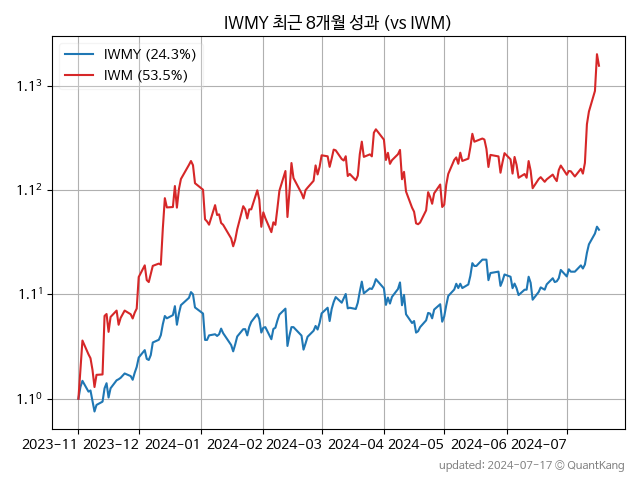 IWMY 최근 8개월 성과 (vs IWM)
IWMY (24.3%)
IWM (53.5%)
1.1³
1.1²
1.1¹
1.1⁰
2023-11 2023-12 2024-01 2024-02 2024-03 2024-04 2024-05 2024-06 2024-07
updated: 2024-07-17 © QuantKang